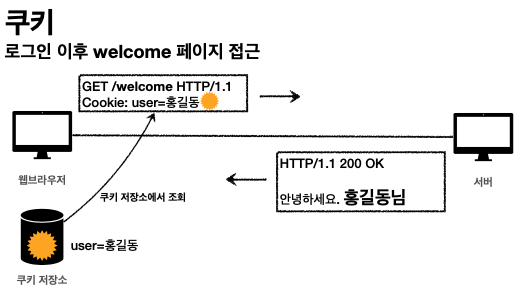 쿠키
로그인 이후 welcome 페이지 접근
GET /welcome HTTP/1.1
Cookie: user=홍길동
HTTP/1.1 200 OK
안녕하세요. 홍길동님
웹브라우저
서버
쿠키 저장소에서 조회
user=홍길동
쿠키 저장소